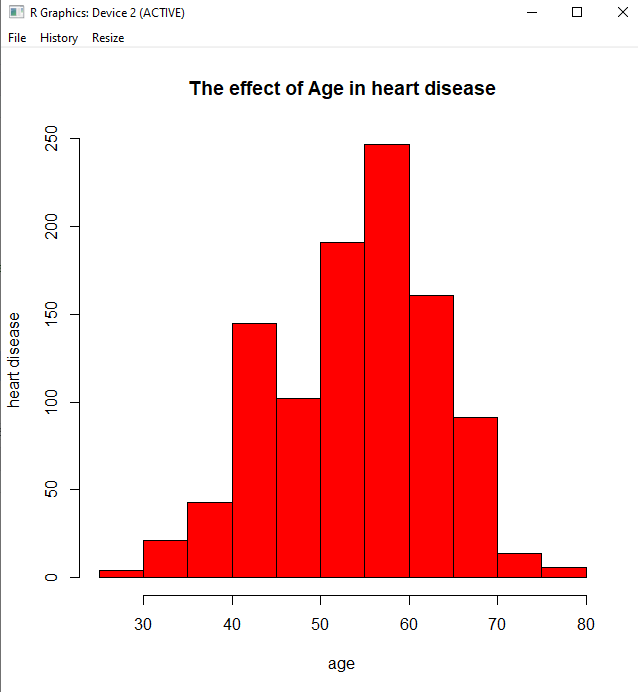 R Graphics: Device 2 (ACTIVE)
File History Resize
The effect of Age in heart disease
250
200
150
100
50
0
heart disease
30 40 50 60 70 80
age